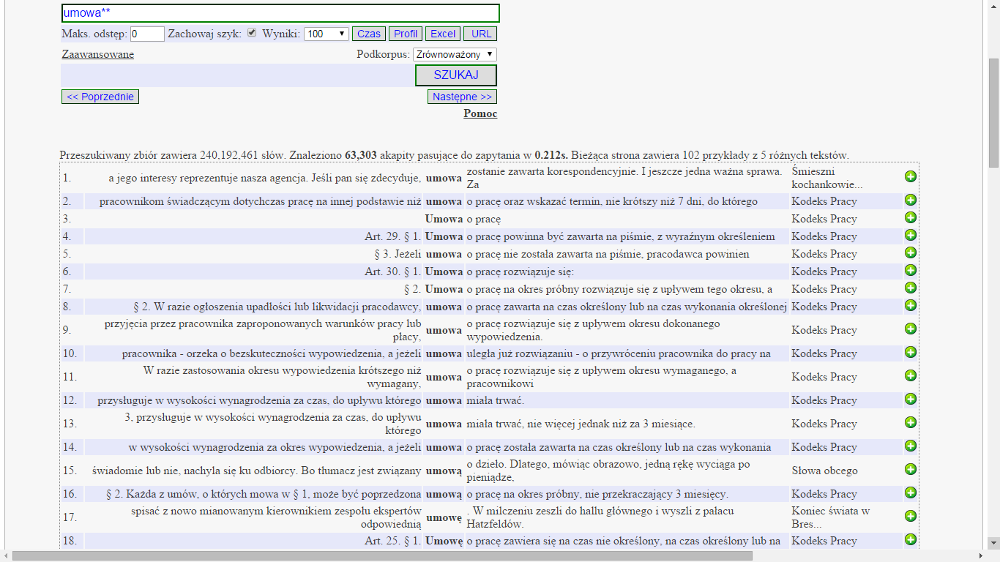 umowa**
Maks. odstęp: 0 Zachowaj szyk: Wyniki: 100 Czas Profil Excel URL
Zaawansowane Podkorpus: Zrównoważony
SZUKAJ
<< Poprzednie Następne >>
Pomoc
Przeszukiwany zbiór zawiera 240,192,461 słów. Znaleziono 63,303 akapity pasujące do zapytania w 0.212s. Bieżąca strona zawiera 102 przykłady z 5 różnych tekstów.
1. a jego interesy reprezentuje nasza agencja. Jeśli pan się zdecyduje, umowa zostanie zawarta korespondencyjnie. I jeszcze jedna ważna sprawa. Za Śmieszni kochankowie...
2. pracownikom świadczącym dotychczas pracę na innej podstawie niż umowa o pracę oraz wskazać termin, nie krótszy niż 7 dni, do którego Kodeks Pracy
3. Umowa o pracę Kodeks Pracy
4. Art. 29. § 1. Umowa o pracę powinna być zawarta na piśmie, z wyraźnym określeniem Kodeks Pracy
5. § 3. Jeżeli umowa o pracę nie została zawarta na piśmie, pracodawca powinien Kodeks Pracy
6. Art. 30. § 1. Umowa o pracę rozwiązuje się: Kodeks Pracy
7. § 2. Umowa o pracę na okres próbny rozwiązuje się z upływem tego okresu, a Kodeks Pracy
8. § 2. W razie ogłoszenia upadłości lub likwidacji pracodawcy, umowa o pracę zawarta na czas określony lub na czas wykonania określonej Kodeks Pracy
9. przyjęcia przez pracownika zaproponowanych warunków pracy lub płacy, umowa o pracę rozwiązuje się z upływem okresu dokonanego wypowiedzenia. Kodeks Pracy
10. pracownika - orzeka o bezskuteczności wypowiedzenia, a jeżeli umowa uległa już rozwiązaniu - o przywróceniu pracownika do pracy na Kodeks Pracy
11. W razie zastosowania okresu wypowiedzenia krótszego niż wymagany, umowa o pracę rozwiązuje się z upływem okresu wymaganego, a pracownikowi Kodeks Pracy
12. przysługuje w wysokości wynagrodzenia za czas, do upływu którego umowa miała trwać. Kodeks Pracy
13. 3, przysługuje w wysokości wynagrodzenia za czas, do upływu którego umowa miała trwać, nie więcej jednak niż za 3 miesiące. Kodeks Pracy
14. w wysokości wynagrodzenia za okres wypowiedzenia, a jeżeli umowa o pracę została zawarta na czas określony lub na czas wykonania Kodeks Pracy
15. świadomie lub nie, nachyla się ku odbiorcy. Bo tłumacz jest związany umową o dzieło. Dlatego, mówiąc obrazowo, jedną rękę wyciąga po pieniądze, Słowa obcego
16. § 2. Każda z umów, o których mowa w § 1, może być poprzedzona umową o pracę na okres próbny, nie przekraczający 3 miesięcy. Kodeks Pracy
17. spisać z nowo mianowanym kierownikiem zespołu ekspertów odpowiednią umowę . W milczeniu zeszli do hallu głównego i wyszli z pałacu Hatzfeldów. Koniec świata w Bres...
18. Art. 25. § 1. Umowę o pracę zawiera się na czas nie określony, na czas określony lub na Kodeks Pracy